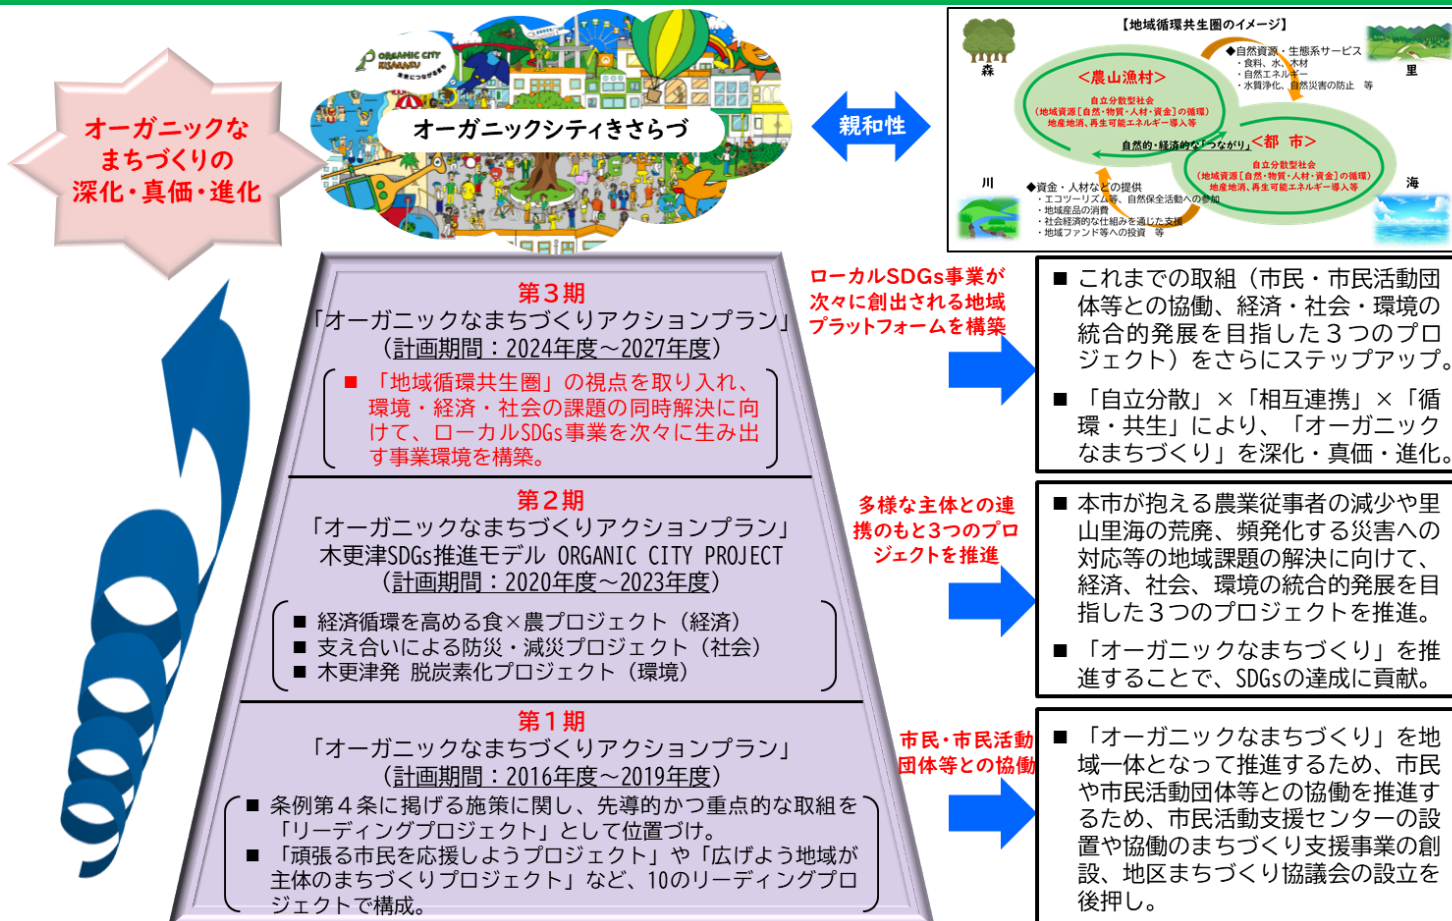 オーガニックな
まちづくりの
深化・真価・進化
ORGANIC CITY
KISARAZU
オーガニックシティきさらづ
親和性
【地域循環共生圏のイメージ】
森
里
川
海
◆自然資源・生態系サービス
・食料、水、木材
・自然エネルギー
・水質浄化、自然災害の防止 等
<農山漁村>
自立分散型社会
(地域資源[自然・物質・人材・資金]の循環)
地産地消、再生可能エネルギー導入等
自然的・経済的な「つながり」
<都 市>
自立分散型社会
(地域資源[自然・物質・人材・資金]の循環)
地産地消、再生可能エネルギー導入等
◆資金・人材などの提供
・エコツーリズム等、自然保全活動への参加
・地域産品の消費
・社会経済的な仕組みを通じた支援
・地域ファンド等への投資 等
第3期
「オーガニックなまちづくりアクションプラン」
(計画期間:2024年度~2027年度)
■ 「地域循環共生圏」の視点を取り入れ、
環境・経済・社会の課題の同時解決に向
けて、ローカルSDGs事業を次々に生み出
す事業環境を構築。
ローカルSDGs事業が
次々に創出される地域
プラットフォームを構築
■ これまでの取組(市民・市民活動団
体等との協働、経済・社会・環境の
統合的発展を目指した3つのプロ
ジェクト)をさらにステップアップ。
■ 「自立分散」×「相互連携」×「循
環・共生」により、「オーガニック
なまちづくり」を深化・真価・進化。
第2期
「オーガニックなまちづくりアクションプラン」
木更津SDGs推進モデル ORGANIC CITY PROJECT
(計画期間:2020年度~2023年度)
■ 経済循環を高める食×農プロジェクト(経済)
■ 支え合いによる防災・減災プロジェクト(社会)
■ 木更津発 脱炭素化プロジェクト(環境)
多様な主体との連
携のもと3つのプロ
ジェクトを推進
■ 本市が抱える農業従事者の減少や里
山里海の荒廃、頻発化する災害への
対応等の地域課題の解決に向けて、
経済、社会、環境の統合的発展を目
指した3つのプロジェクトを推進。
■ 「オーガニックなまちづくり」を推
進することで、SDGsの達成に貢献。
第1期
「オーガニックなまちづくりアクションプラン」
(計画期間:2016年度~2019年度)
■ 条例第4条に掲げる施策に関し、先導的かつ重点的な取組を
「リーディングプロジェクト」として位置づけ。
■ 「頑張る市民を応援しようプロジェクト」や「広げよう地域が
主体のまちづくりプロジェクト」など、10のリーディングプロ
ジェクトで構成。
市民・市民活動
団体等との協働
■ 「オーガニックなまちづくり」を地
域一体となって推進するため、市民
や市民活動団体等との協働を推進す
るため、市民活動支援センターの設
置や協働のまちづくり支援事業の創
設、地区まちづくり協議会の設立を
後押し。